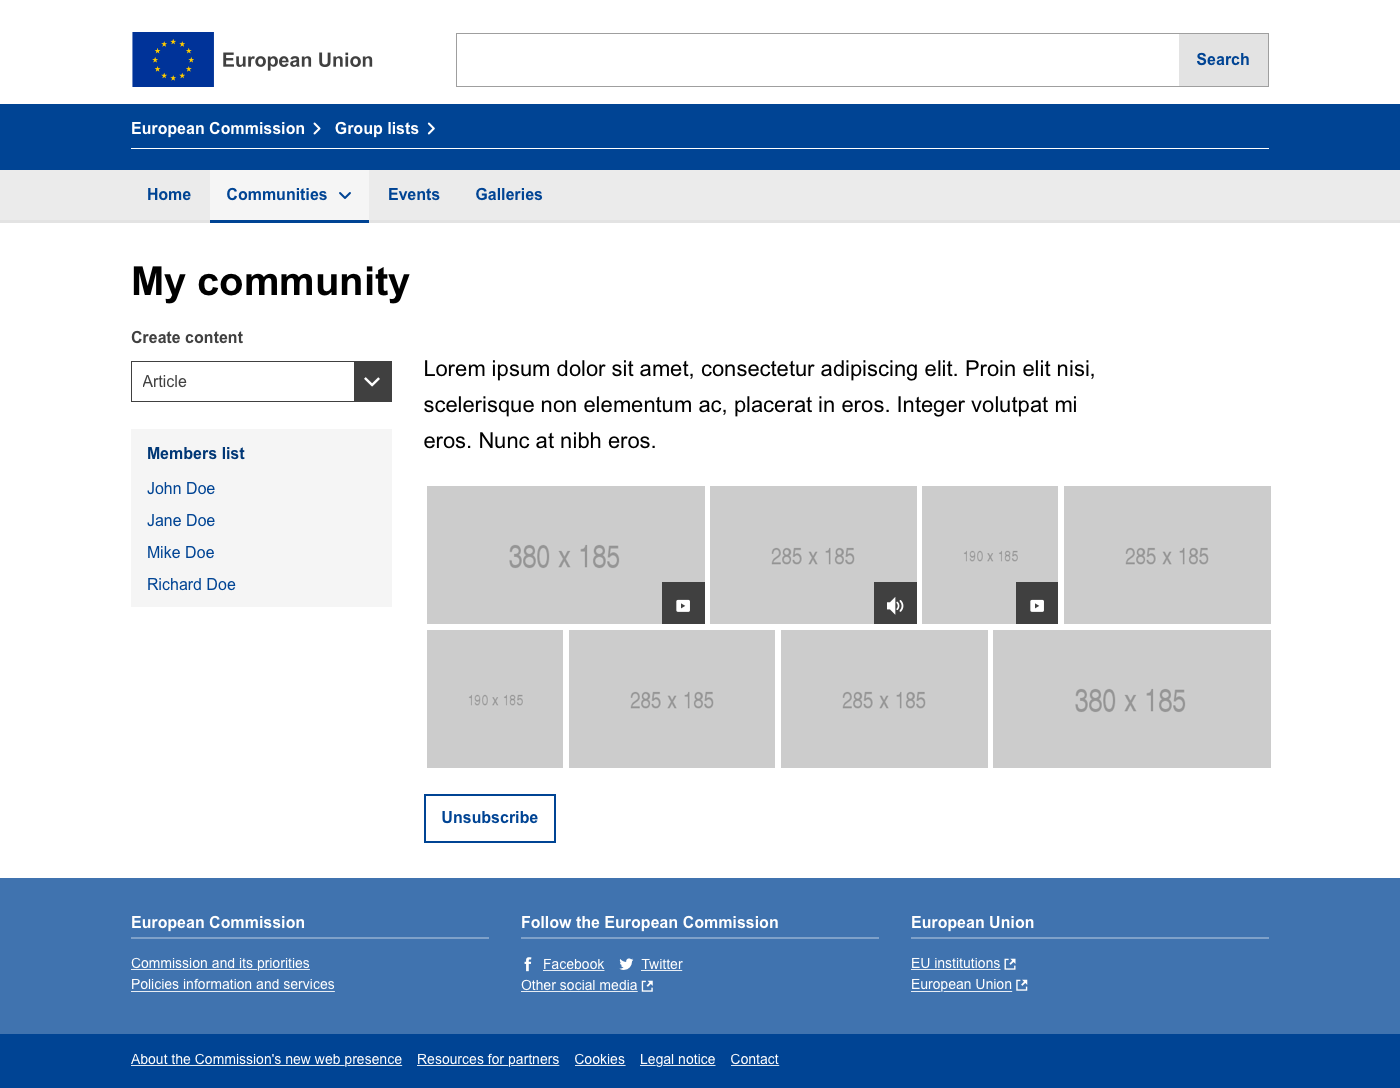 European Union
Search
European Commission
Group lists
Home
Communities
Events
Galleries
My community
Create content
Article
Members list
John Doe
Jane Doe
Mike Doe
Richard Doe
Lorem ipsum dolor sit amet, consectetur adipiscing elit. Proin elit nisi,
scelerisque non elementum ac, placerat in eros. Integer volutpat mi
eros. Nunc at nibh eros.
380 x 185
285 x 185
190 x 185
285 x 185
190 x 185
285 x 185
285 x 185
380 x 185
Unsubscribe
European Commission
Commission and its priorities
Policies information and services
Follow the European Commission
Facebook
Twitter
Other social media
European Union
EU institutions
European Union
About the Commission's new web presence
Resources for partners
Cookies
Legal notice
Contact